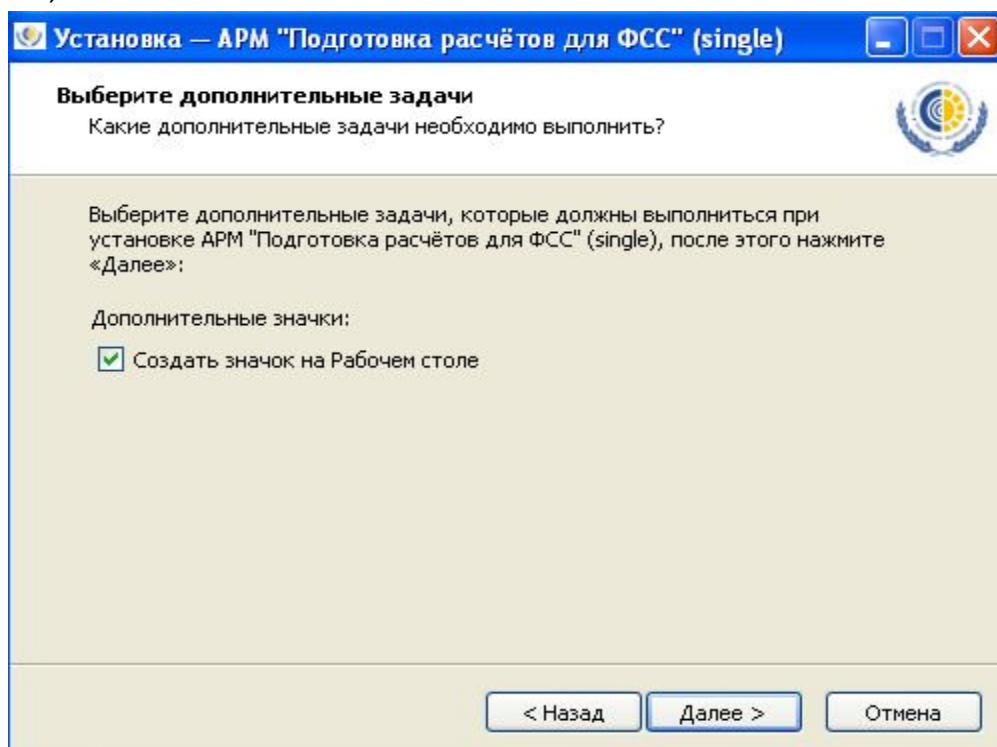 Установка — АРМ "Подготовка расчётов для ФСС" (single)
Выберите дополнительные задачи
Какие дополнительные задачи необходимо выполнить?
Выберите дополнительные задачи, которые должны выполниться при
установке АРМ "Подготовка расчётов для ФСС" (single), после этого нажмите
«Далее»:
Дополнительные значки:
Создать значок на Рабочем столе
< Назад
Далее >
Отмена